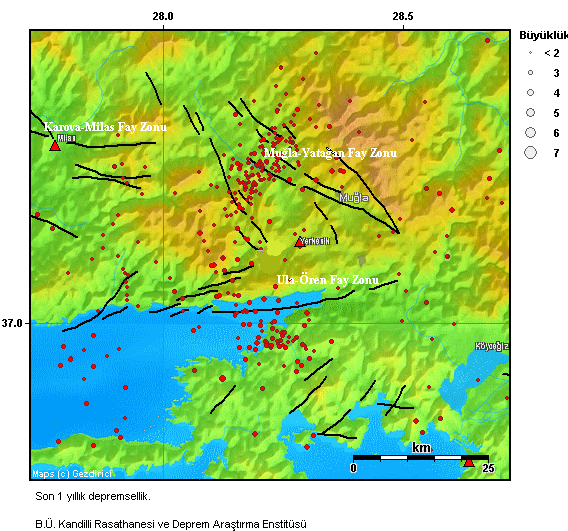 28.0 28.5
Büyüklük
< 2
3
4
5
6
7
Karova-Milas Fay Zonu
Milas
Muğla-Yatağan Fay Zonu
Muğla
Yerkesik
Ula-Ören Fay Zonu
37.0
Köyceğiz
km
0 25
Maps (c) Gezdirici
Son 1 yıllık depremsellik.
B.Ü. Kandilli Rasathanesi ve Deprem Araştırma Enstitüsü